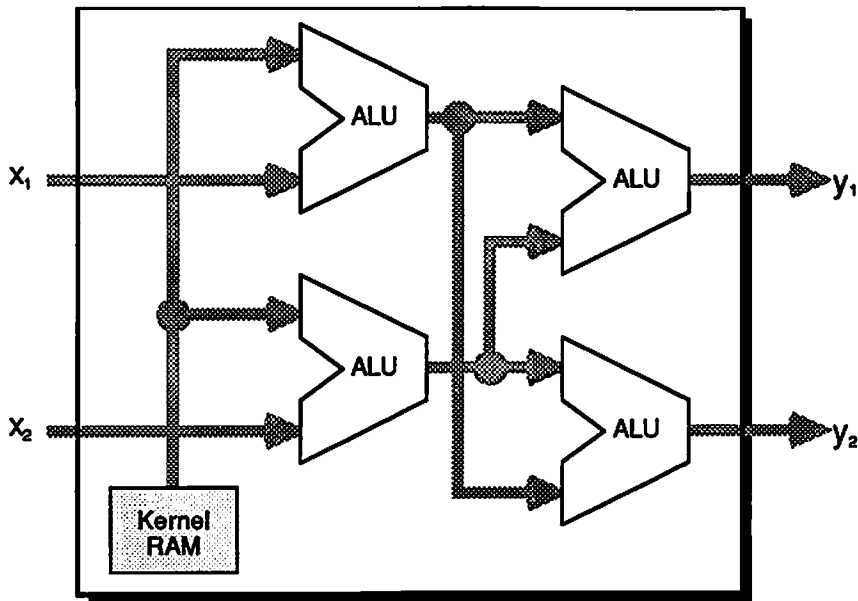 ALU
ALU
x₁
y₁
ALU
ALU
x₂
y₂
Kernel
RAM